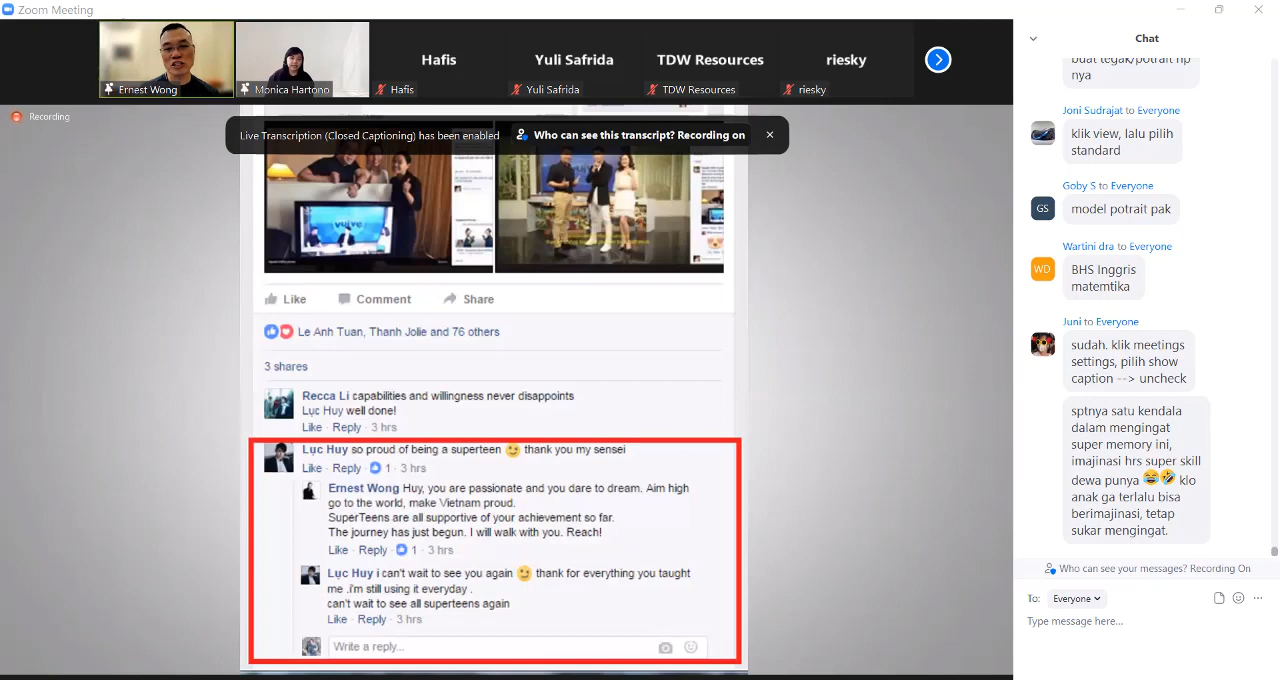 Zoom Meeting
Ernest Wong
Monica Hartono
Hafis
Hafis
Yuli Safrida
Yuli Safrida
TDW Resources
TDW Resources
riesky
riesky
Recording
Live Transcription (Closed Captioning) has been enabled
Who can see this transcript? Recording on
Like
Comment
Share
Le Anh Tuan, Thanh Jolie and 76 others
3 shares
Recca Li capabilities and willingness never disappoints
Lục Huy well done!
Like · Reply · 3 hrs
Lục Huy so proud of being a superteen 😉 thank you my sensei
Like · Reply · 1 · 3 hrs
Ernest Wong Huy, you are passionate and you dare to dream. Aim high
go to the world, make Vietnam proud.
SuperTeens are all supportive of your achievement so far.
The journey has just begun. I will walk with you. Reach!
Like · Reply · 1 · 3 hrs
Lục Huy i can't wait to see you again 😉 thank for everything you taught
me .i'm still using it everyday .
can't wait to see all superteens again
Like · Reply · 3 hrs
Write a reply...
Chat
buat tegak/potrait hp
nya
Joni Sudrajat to Everyone
klik view, lalu pilih
standard
Goby S to Everyone
GS
model potrait pak
Wartini dra to Everyone
WD
BHS Inggris
matemtika
Juni to Everyone
sudah. klik meetings
settings, pilih show
caption --> uncheck
sptnya satu kendala
dalam mengingat
super memory ini,
imajinasi hrs super skill
dewa punya 😂🤣 klo
anak ga terlalu bisa
berimajinasi, tetap
sukar mengingat.
Who can see your messages? Recording On
To: Everyone
Type message here...